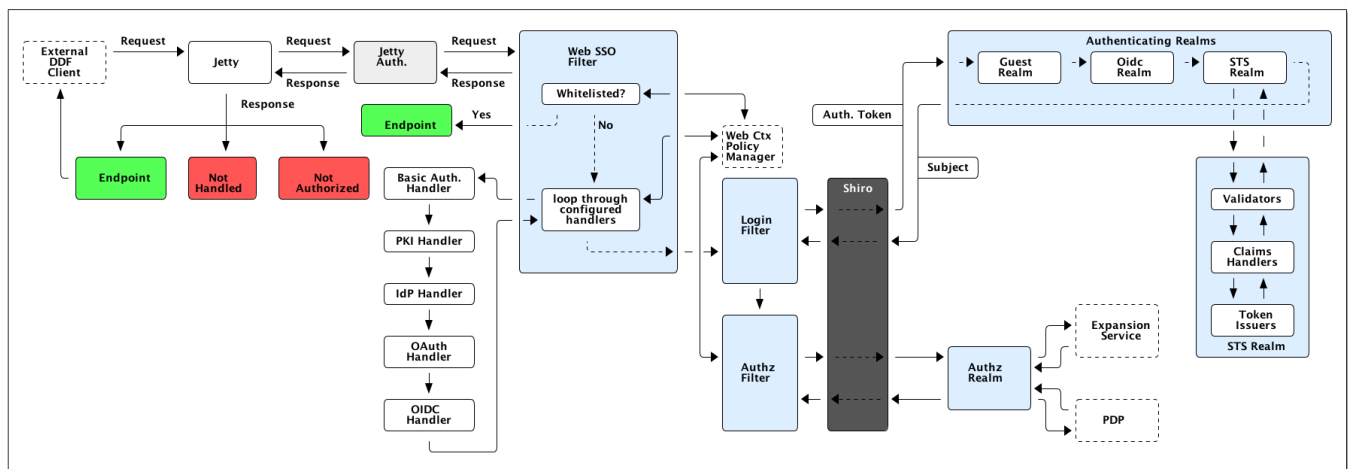 External
DDF
Client
Request
Jetty
Request
Response
Jetty
Auth.
Request
Response
Response
Endpoint
Not
Handled
Not
Authorized
Web SSO
Filter
Whitelisted?
Yes
Endpoint
No
loop through
configured
handlers
Basic Auth.
Handler
PKI Handler
IdP Handler
OAuth
Handler
OIDC
Handler
Web Ctx
Policy
Manager
Login
Filter
Authz
Filter
Shiro
Auth. Token
Subject
Authenticating Realms
Guest
Realm
Oidc
Realm
STS
Realm
Validators
Claims
Handlers
Token
Issuers
STS Realm
Authz
Realm
Expansion
Service
PDP